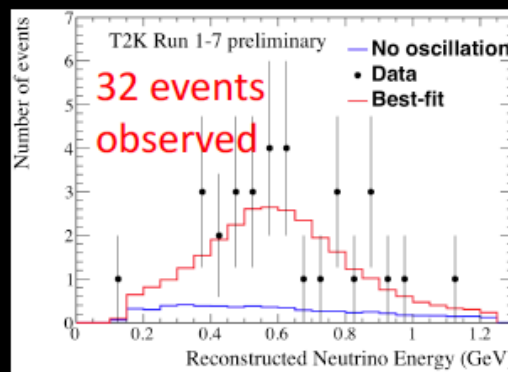 T2K Run 1-7 preliminary
32 events
observed
No oscillation
Data
Best-fit
Number of events
7
6
5
4
3
2
1
0
0 0.2 0.4 0.6 0.8 1 1.2
Reconstructed Neutrino Energy (GeV